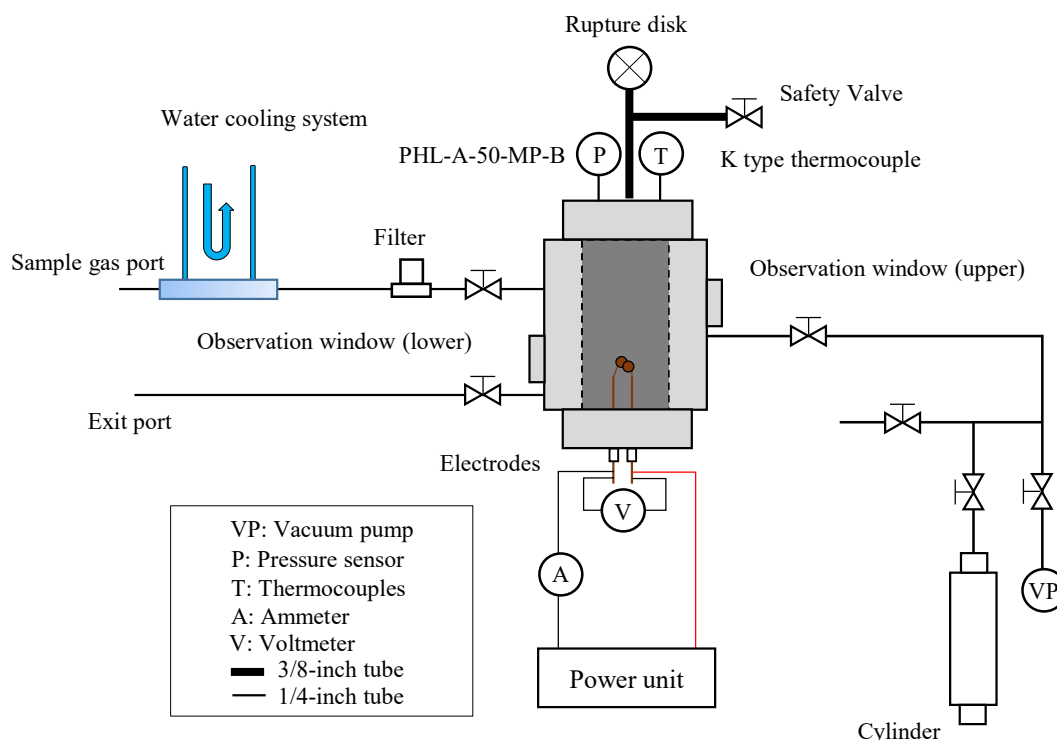 Rupture disk
Safety Valve
Water cooling system
PHL-A-50-MP-B
P
T
K type thermocouple
Filter
Sample gas port
Observation window (upper)
Observation window (lower)
Exit port
Electrodes
V
VP: Vacuum pump
P: Pressure sensor
T: Thermocouples
A: Ammeter
V: Voltmeter
3/8-inch tube
1/4-inch tube
A
VP
Power unit
Cylinder